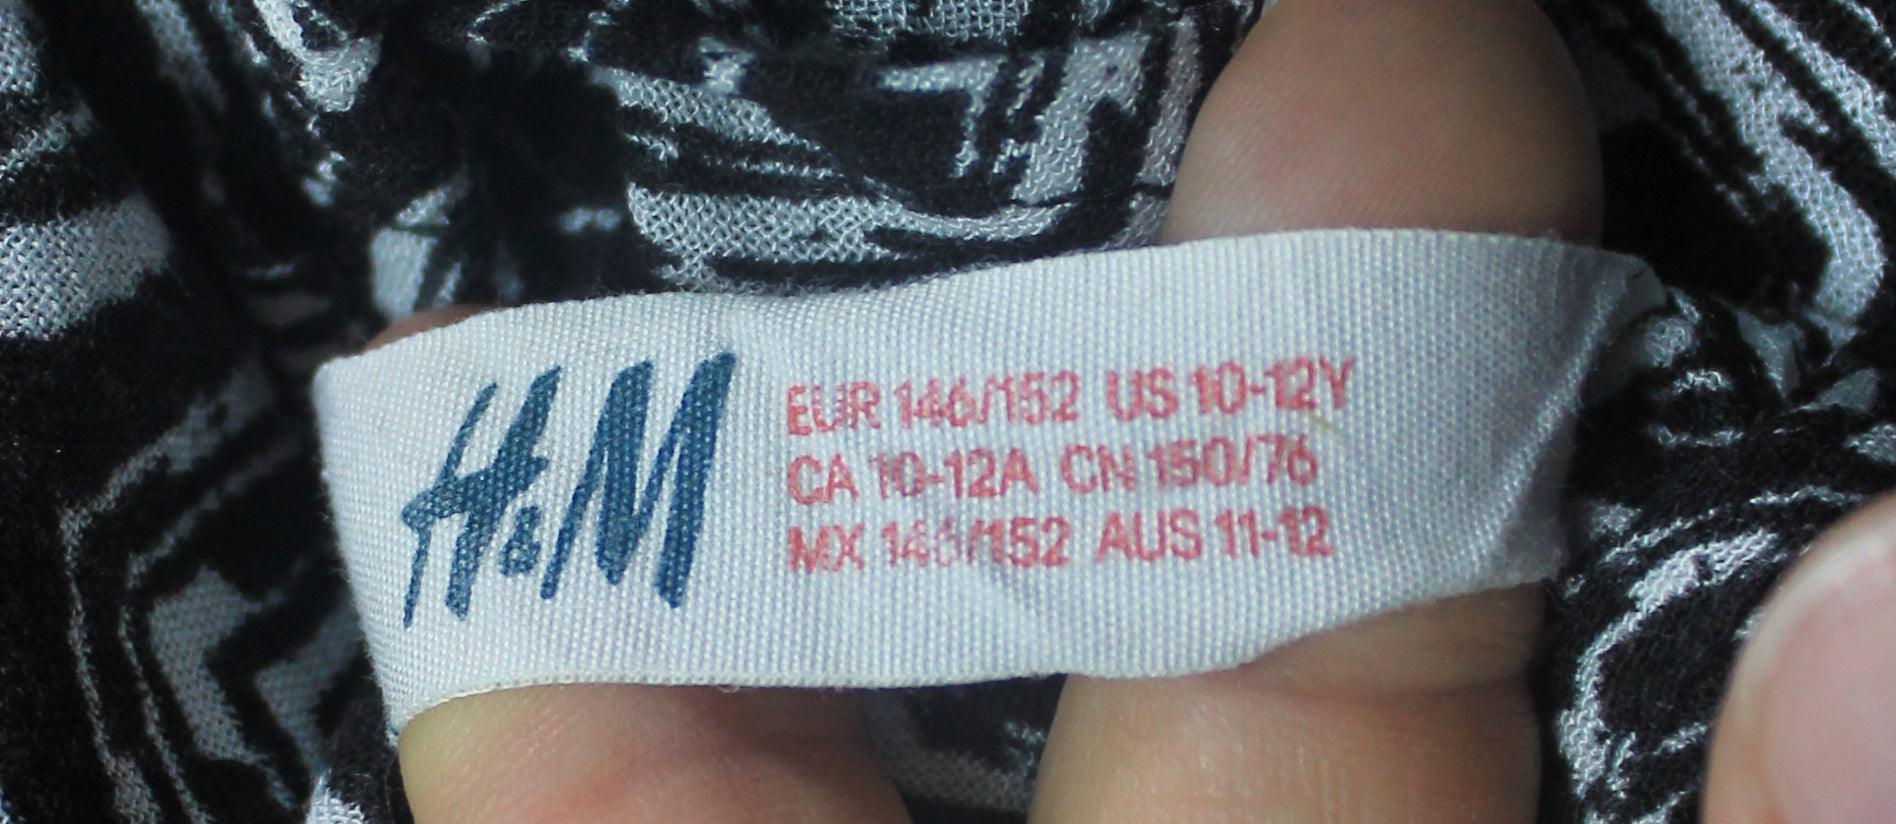 H&M
EUR 146/152 US 10-12Y
CA 10-12A CN 150/76
MX 146/152 AUS 11-12